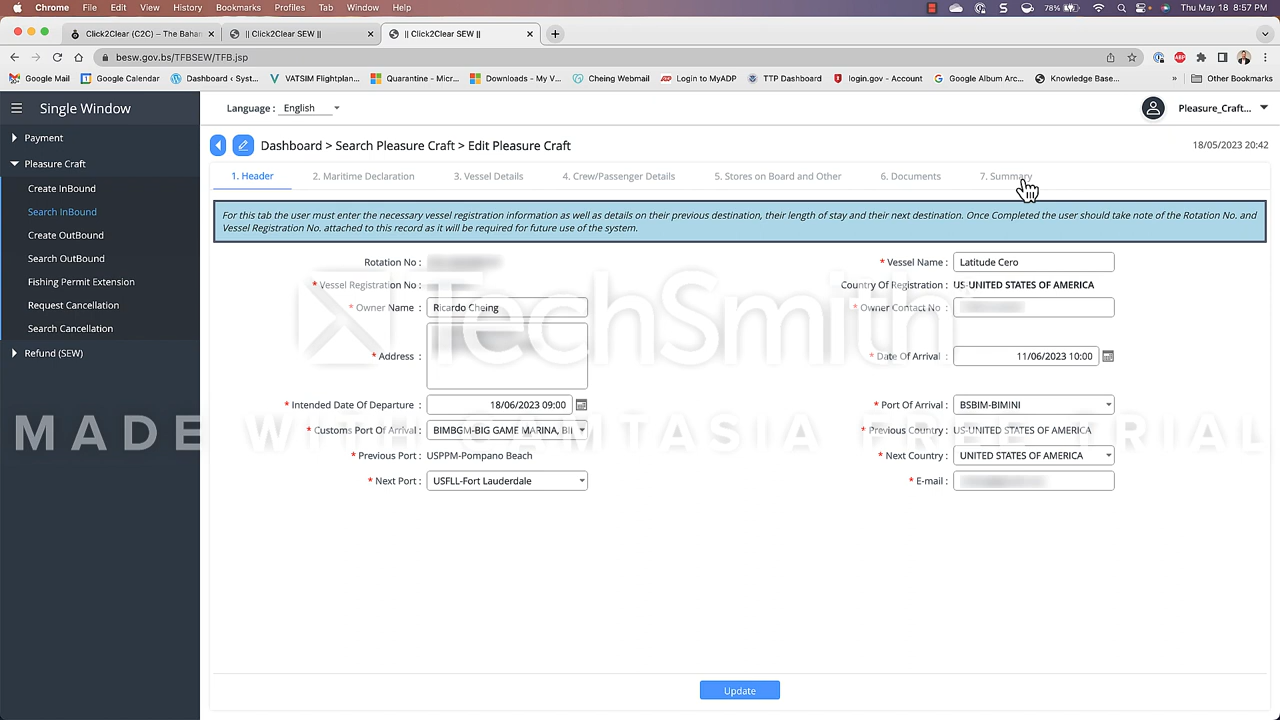 Chrome File Edit View History Bookmarks Profiles Tab Window Help 78% Thu May 18 8:57 PM
Click2Clear (C2C) – The Bahar || Click2Clear SEW || || Click2Clear SEW ||
besw.gov.bs/TFBSEW/TFB.jsp
Google Mail Google Calendar Dashboard ‹ Syst... VATSIM Flightplan... Quarantine - Micr... Downloads - My V... Cheing Webmail Login to MyADP TTP Dashboard login.gov - Account Google Album Arc... Knowledge Base... » Other Bookmarks
Single Window
Language : English
Pleasure_Craft...
Payment
Pleasure Craft
Create InBound
Search InBound
Create OutBound
Search OutBound
Fishing Permit Extension
Request Cancellation
Search Cancellation
Refund (SEW)
Dashboard > Search Pleasure Craft > Edit Pleasure Craft
18/05/2023 20:42
1. Header 2. Maritime Declaration 3. Vessel Details 4. Crew/Passenger Details 5. Stores on Board and Other 6. Documents 7. Summary
For this tab the user must enter the necessary vessel registration information as well as details on their previous destination, their length of stay and their next destination. Once Completed the user should take note of the Rotation No. and
Vessel Registration No. attached to this record as it will be required for future use of the system.
Rotation No :
* Vessel Name : Latitude Cero
* Vessel Registration No :
Country Of Registration : US-UNITED STATES OF AMERICA
* Owner Name : Ricardo Cheing
* Owner Contact No :
* Address :
* Date Of Arrival : 11/06/2023 10:00
* Intended Date Of Departure : 18/06/2023 09:00
* Port Of Arrival : BSBIM-BIMINI
* Customs Port Of Arrival : BIMBGM-BIG GAME MARINA, BI
* Previous Country : US-UNITED STATES OF AMERICA
* Previous Port : USPPM-Pompano Beach
* Next Country : UNITED STATES OF AMERICA
* Next Port : USFLL-Fort Lauderdale
* E-mail :
Update
TechSmith
MADE WITH CAMTASIA FREE TRIAL